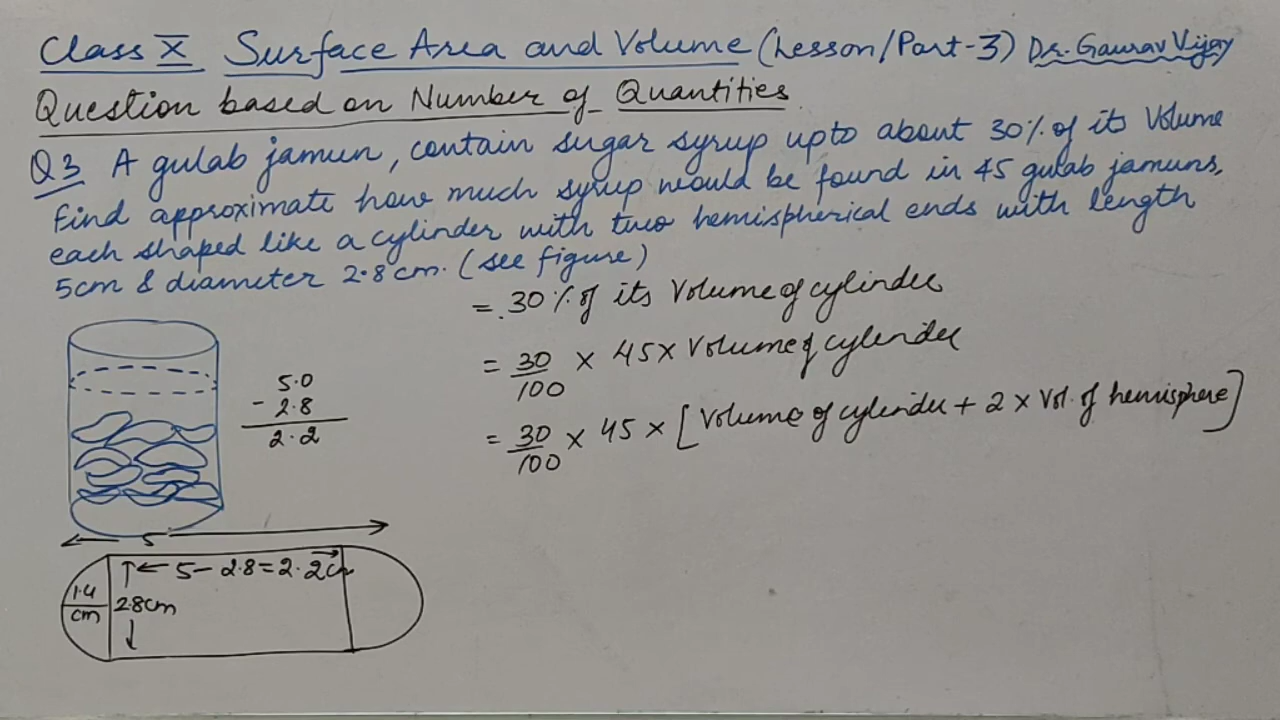 Class X Surface Area and Volume (Lesson/Part-3) Dr. Gaurav Vijay
Question based on Number of Quantities
Q3 A gulab jamun, contain sugar syrup upto about 30% of its Volume
find approximate how much syrup would be found in 45 gulab jamuns,
each shaped like a cylinder with two hemispherical ends with length
5cm & diameter 2.8cm. (see figure)
= 30% of its Volume of cylinder
= 30/100 × 45 × Volume of cylinder
= 30/100 × 45 × [Volume of cylinder + 2 × Vol. of hemisphere]
5.0
- 2.8
2.2
5
5 - 2.8 = 2.2cm
1.4
cm
2.8cm